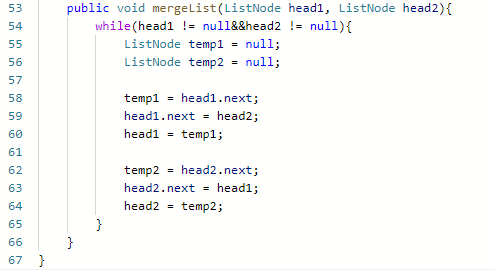 53 public void mergeList(ListNode head1, ListNode head2){
54 while(head1 != null&&head2 != null){
55 ListNode temp1 = null;
56 ListNode temp2 = null;
57
58 temp1 = head1.next;
59 head1.next = head2;
60 head1 = temp1;
61
62 temp2 = head2.next;
63 head2.next = head1;
64 head2 = temp2;
65 }
66 }
67 }